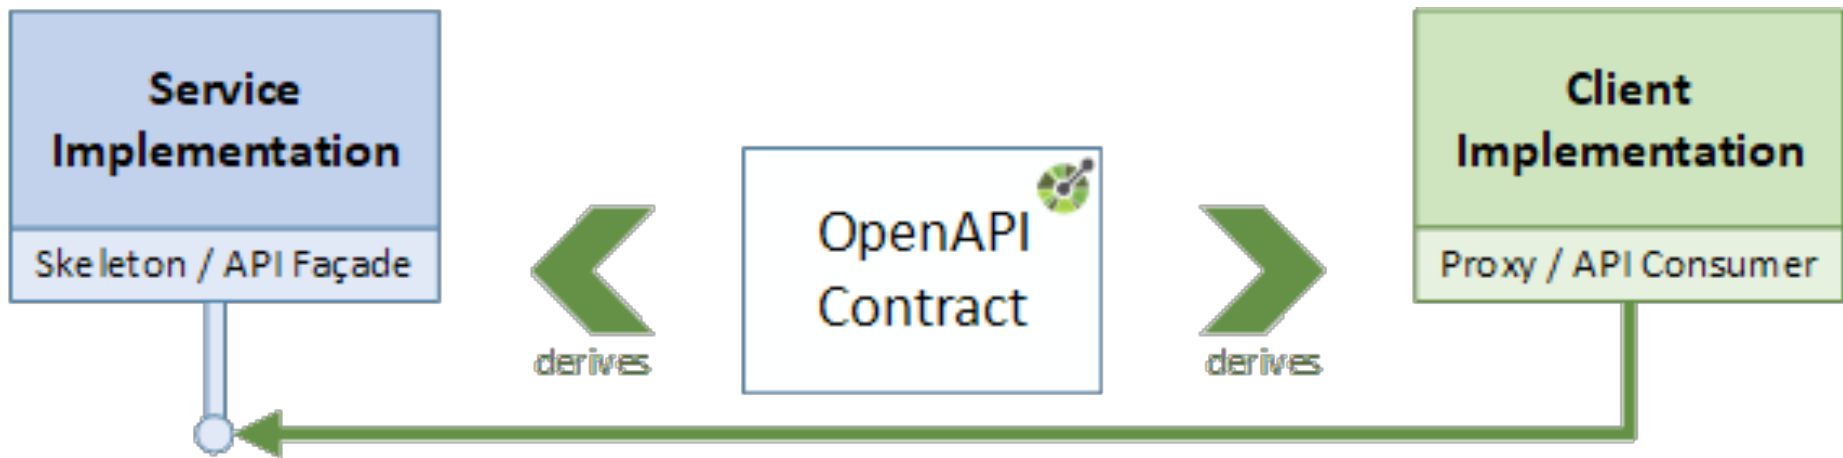 Service
Implementation
Skeleton / API Façade
derives
OpenAPI
Contract
derives
Client
Implementation
Proxy / API Consumer